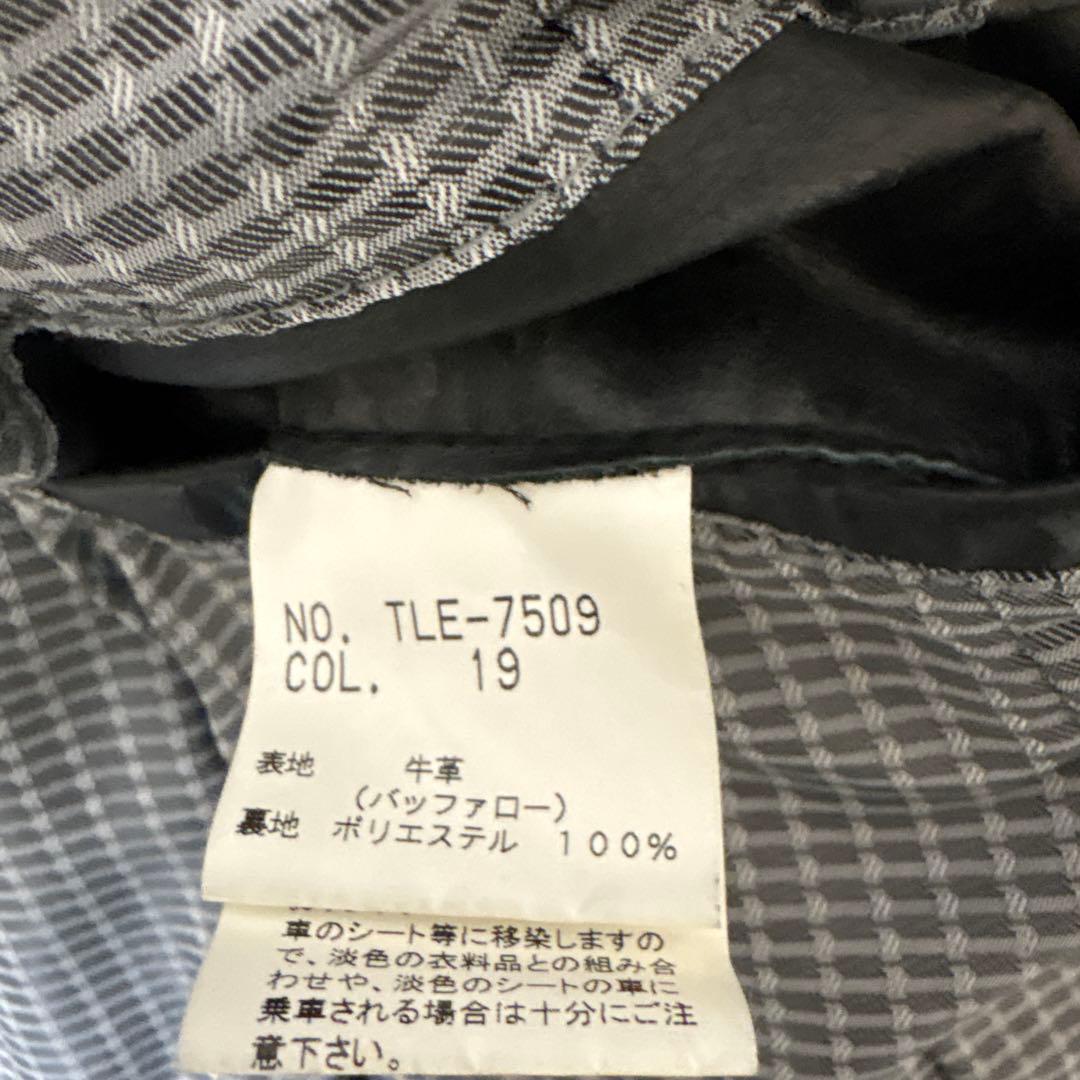 NO. TLE-7509
COL. 19
表地 牛革
(バッファロー)
裏地 ポリエステル 100%
車のシート等に移染しますの
で、淡色の衣料品との組み合
わせや、淡色のシートの車に
乗車される場合は十分にご注
意下さい。